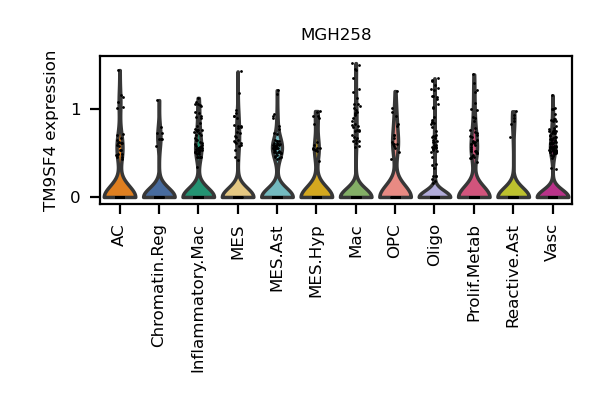 MGH258
TM9SF4 expression
1
0
AC
Chromatin.Reg
Inflammatory.Mac
MES
MES.Ast
MES.Hyp
Mac
OPC
Oligo
Prolif.Metab
Reactive.Ast
Vasc